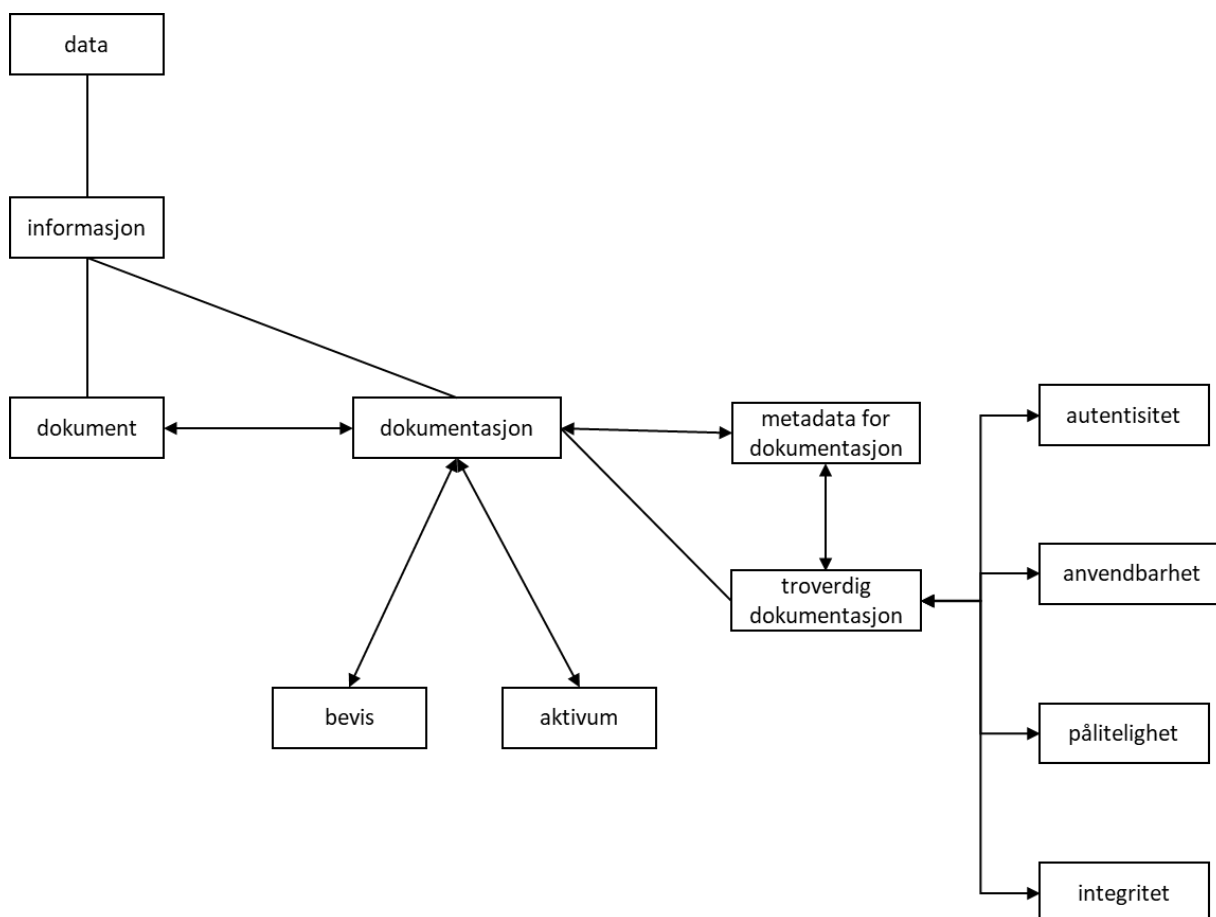 data
informasjon
dokument
dokumentasjon
metadata for
dokumentasjon
autentisitet
anvendbarhet
troverdig
dokumentasjon
bevis
aktivum
pålitelighet
integritet